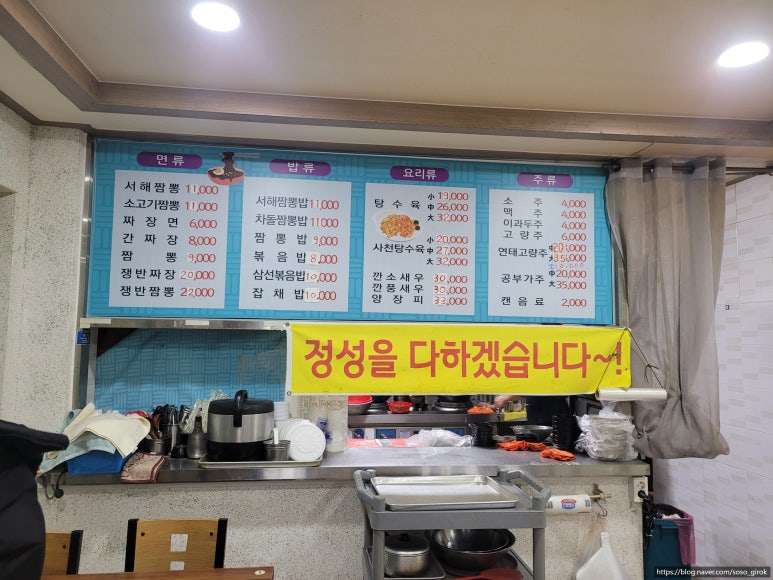 면류
서해짬뽕 11,000
소고기짬뽕 11,000
짜장면 6,000
간짜장 8,000
짬뽕 9,000
쟁반짜장 20,000
쟁반짬뽕 22,000
밥류
서해짬뽕밥 11,000
차돌짬뽕밥 11,000
짬뽕밥 9,000
볶음밥 8,000
삼선볶음밥 10,000
잡채밥 10,000
요리류
탕수육
小 19,000
中 26,000
大 32,000
사천탕수육
小 20,000
中 27,000
大 32,000
깐소새우 30,000
깐풍새우 30,000
양장피 33,000
주류
소주 4,000
맥주 4,000
이과두주 4,000
고량주 6,000
연태고량주
大 35,000
공부가주
中 20,000
大 35,000
캔음료 2,000
정성을 다하겠습니다~!
https://blog.naver.com/soso_girok